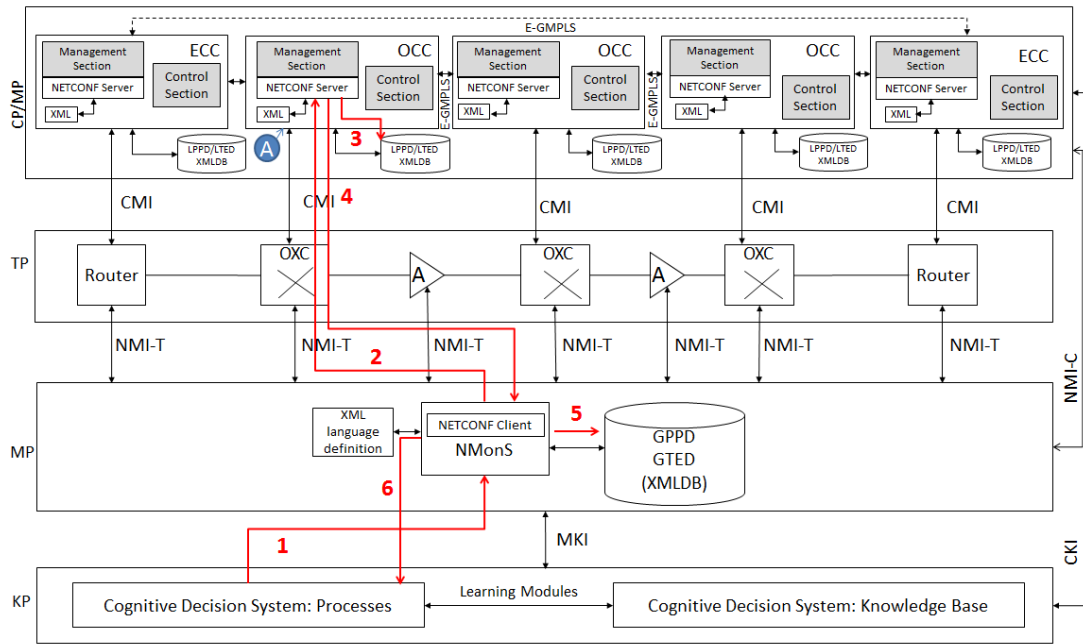 E-GMPLS
Management
Section
NETCONF Server
XML
ECC
Control
Section
LPPD/LTED
XMLDB
Management
Section
NETCONF Server
XML
OCC
Control
Section
LPPD/LTED
XMLDB
E-GMPLS
Management
Section
NETCONF Server
XML
OCC
Control
Section
LPPD/LTED
XMLDB
E-GMPLS
Management
Section
NETCONF Server
XML
OCC
Control
Section
LPPD/LTED
XMLDB
Management
Section
NETCONF Server
XML
ECC
Control
Section
LPPD/LTED
XMLDB
CP/MP
A
3
4
CMI
CMI
CMI
CMI
CMI
TP
Router
OXC
A
OXC
A
OXC
Router
NMI-T
NMI-T
2
NMI-T
NMI-T
NMI-T
NMI-T
NMI-T
NMI-C
MP
XML
language
definition
NETCONF Client
NMonS
5
GPPD
GTED
(XMLDB)
6
1
MKI
CKI
KP
Cognitive Decision System: Processes
Learning Modules
Cognitive Decision System: Knowledge Base